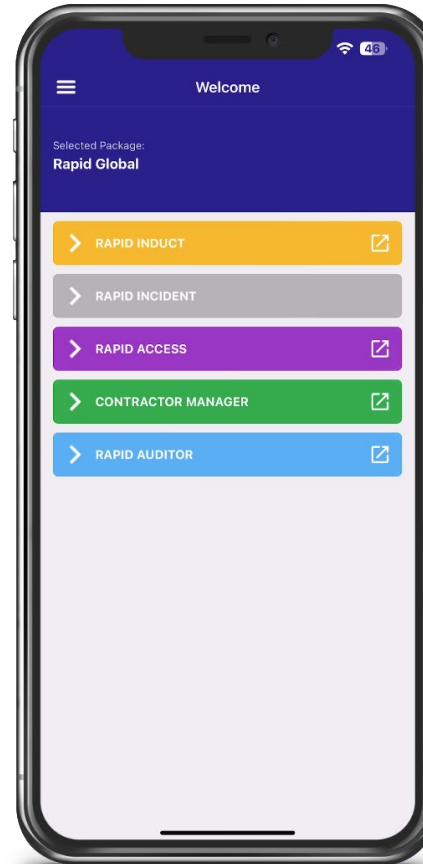 46
Welcome
Selected Package:
Rapid Global
RAPID INDUCT
RAPID INCIDENT
RAPID ACCESS
CONTRACTOR MANAGER
RAPID AUDITOR